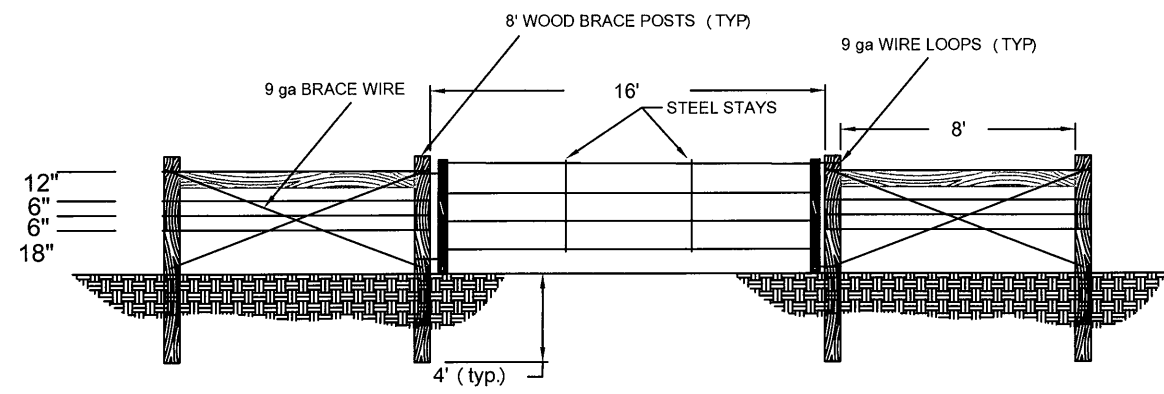 8' WOOD BRACE POSTS (TYP)
9 ga WIRE LOOPS (TYP)
9 ga BRACE WIRE
16'
STEEL STAYS
8'
12"
6"
6"
18"
4' (typ.)